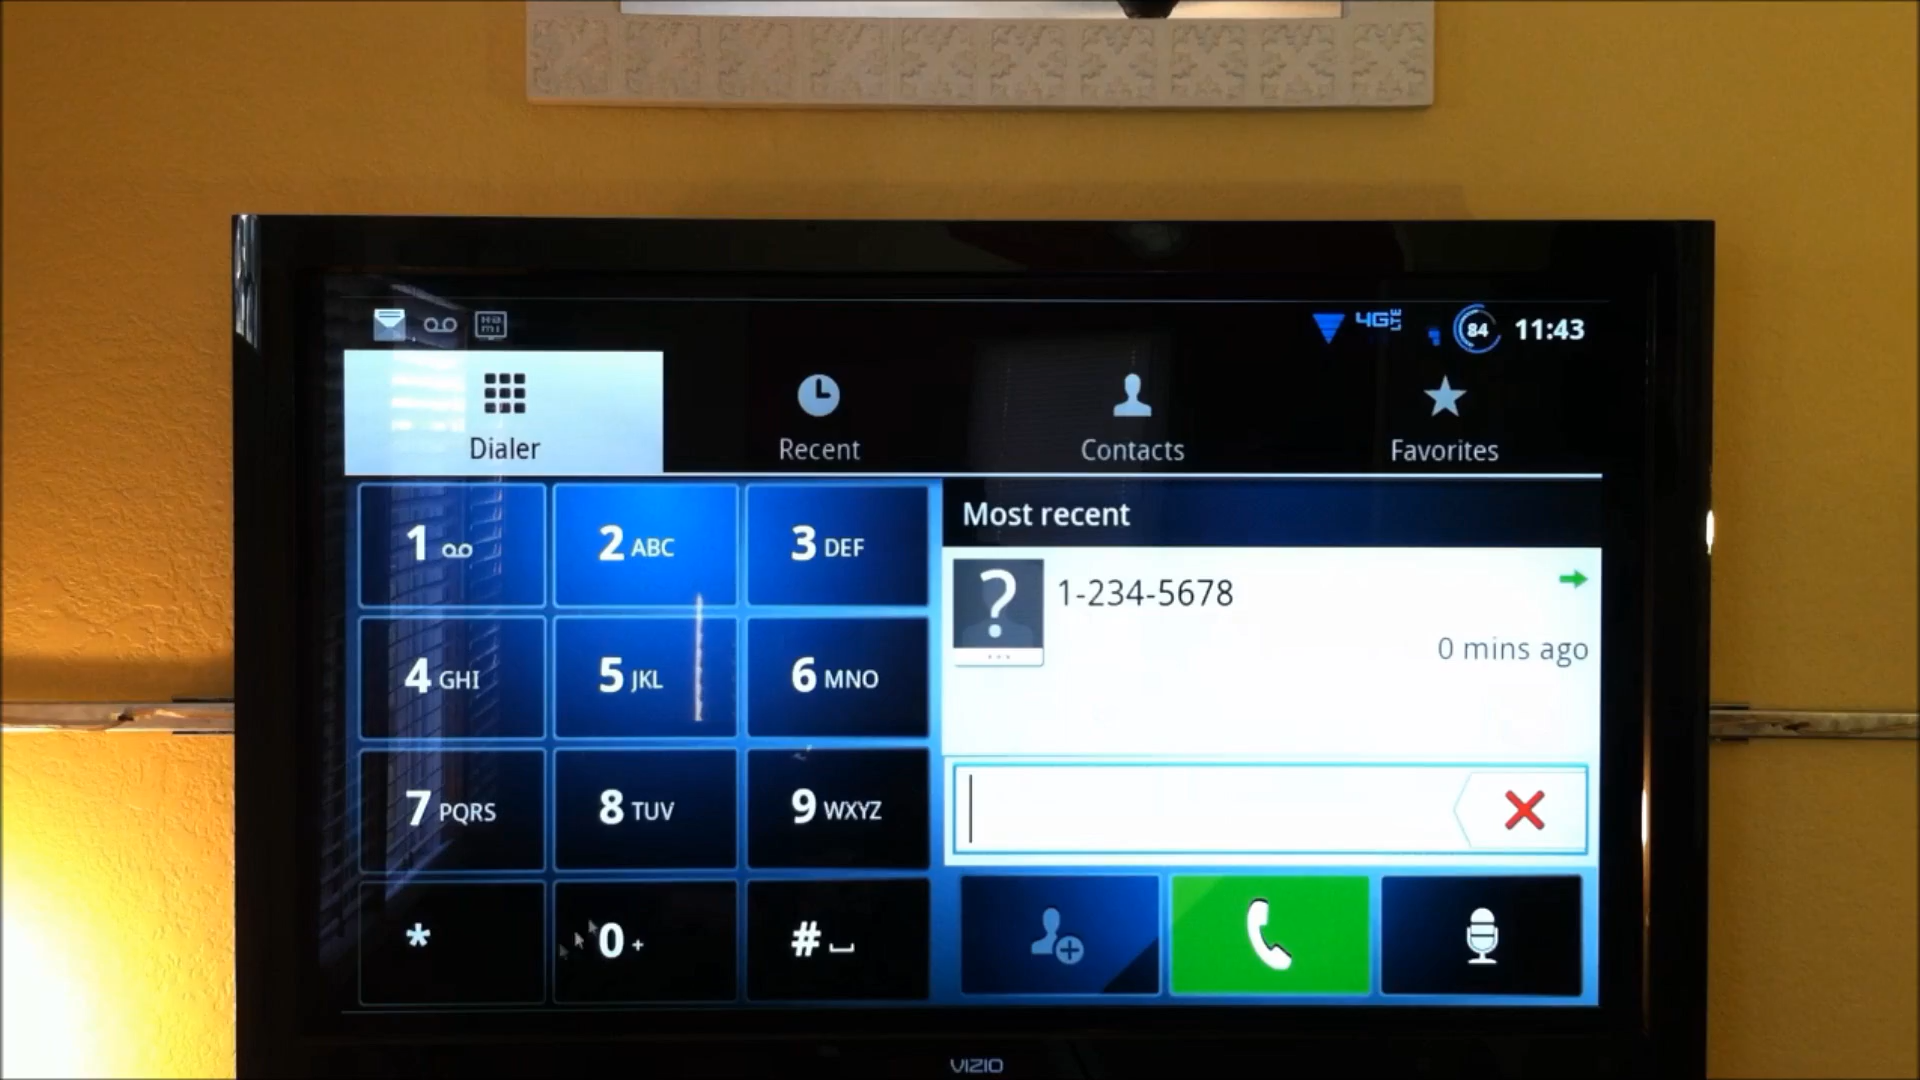 4G LTE
84
11:43
Dialer
Recent
Contacts
Favorites
1
2 ABC
3 DEF
4 GHI
5 JKL
6 MNO
7 PQRS
8 TUV
9 WXYZ
*
0 +
#
Most recent
1-234-5678
0 mins ago
VIZIO